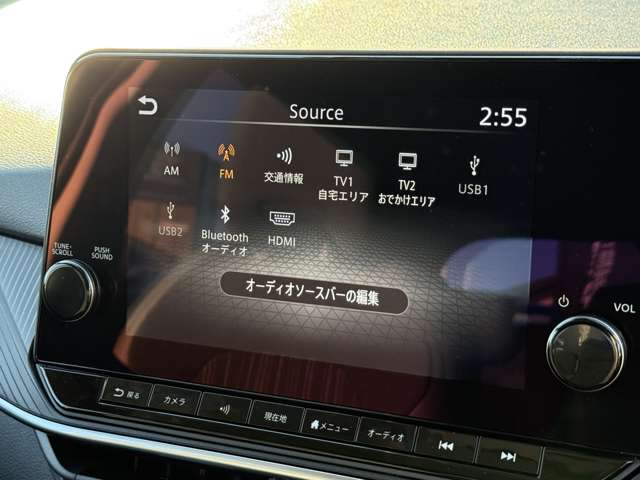 Source
2:55
AM
FM
交通情報
TV1
自宅エリア
TV2
おでかけエリア
USB1
USB2
Bluetooth
オーディオ
HDMI
オーディオソースバーの編集
TUNE・
SCROLL
PUSH
SOUND
VOL
戻る
カメラ
現在地
メニュー
オーディオ